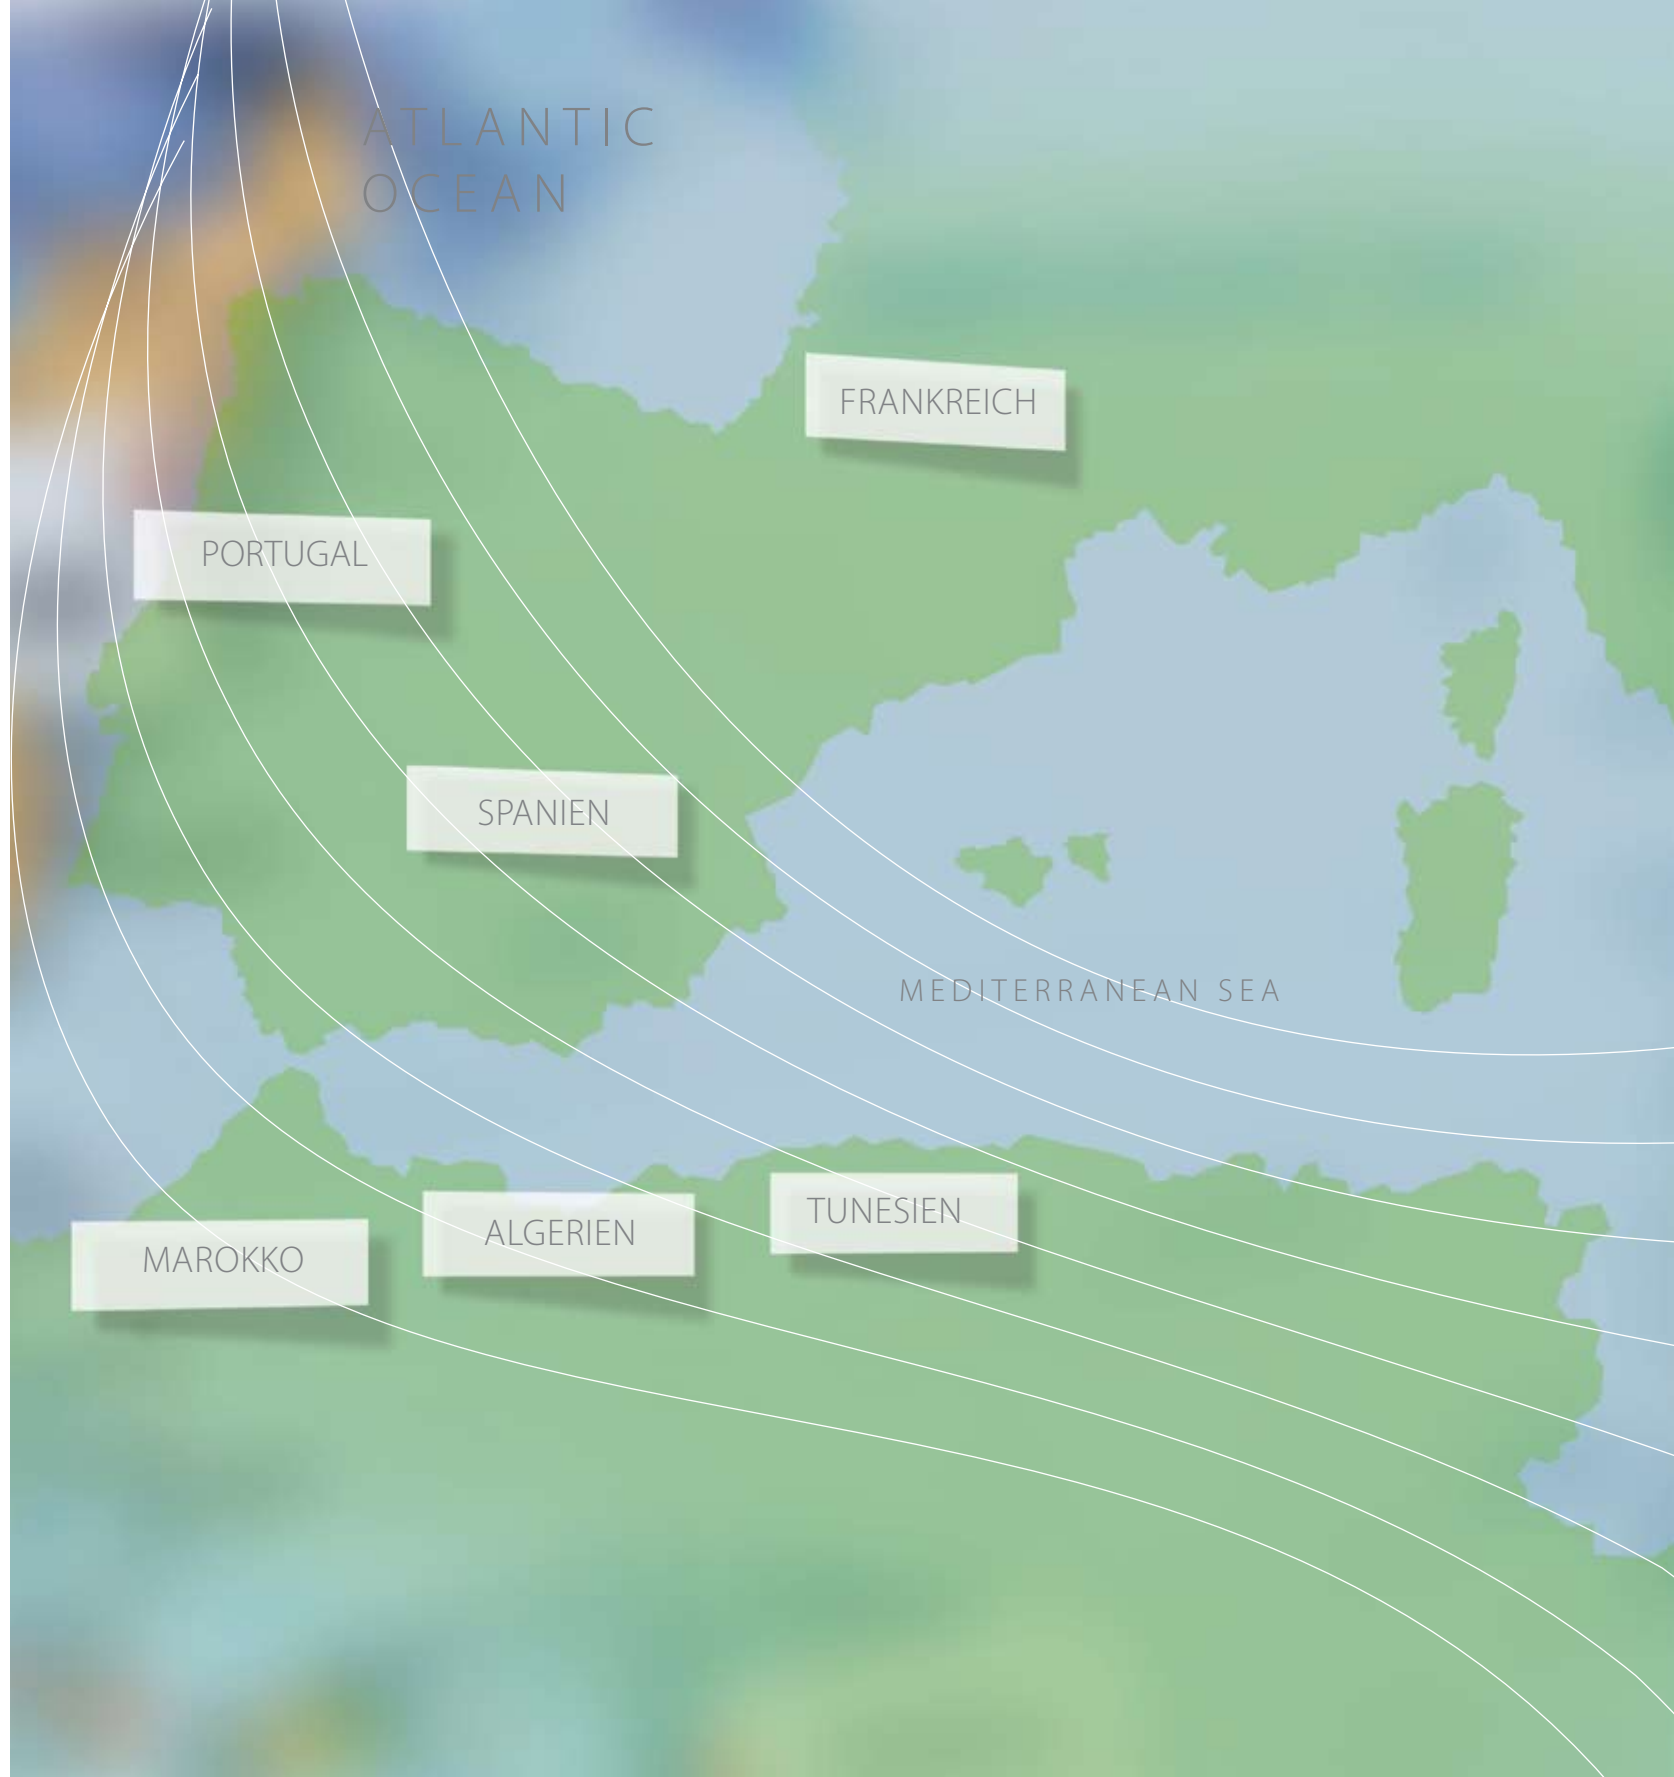 ATLANTIC
OCEAN
FRANKREICH
PORTUGAL
SPANIEN
MEDITERRANEAN SEA
MAROKKO
ALGERIEN
TUNESIEN